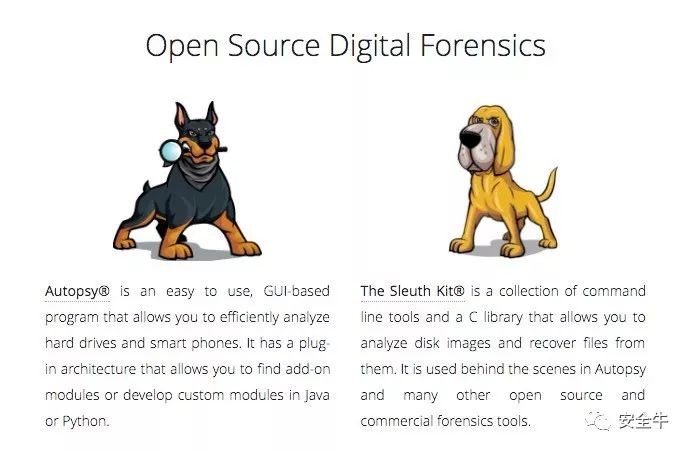 Open Source Digital Forensics
Autopsy® is an easy to use, GUI-based
program that allows you to efficiently analyze
hard drives and smart phones. It has a plug-
in architecture that allows you to find add-on
modules or develop custom modules in Java
or Python.
The Sleuth Kit® is a collection of command
line tools and a C library that allows you to
analyze disk images and recover files from
them. It is used behind the scenes in Autopsy
and many other open source and
commercial forensics tools.
安全牛